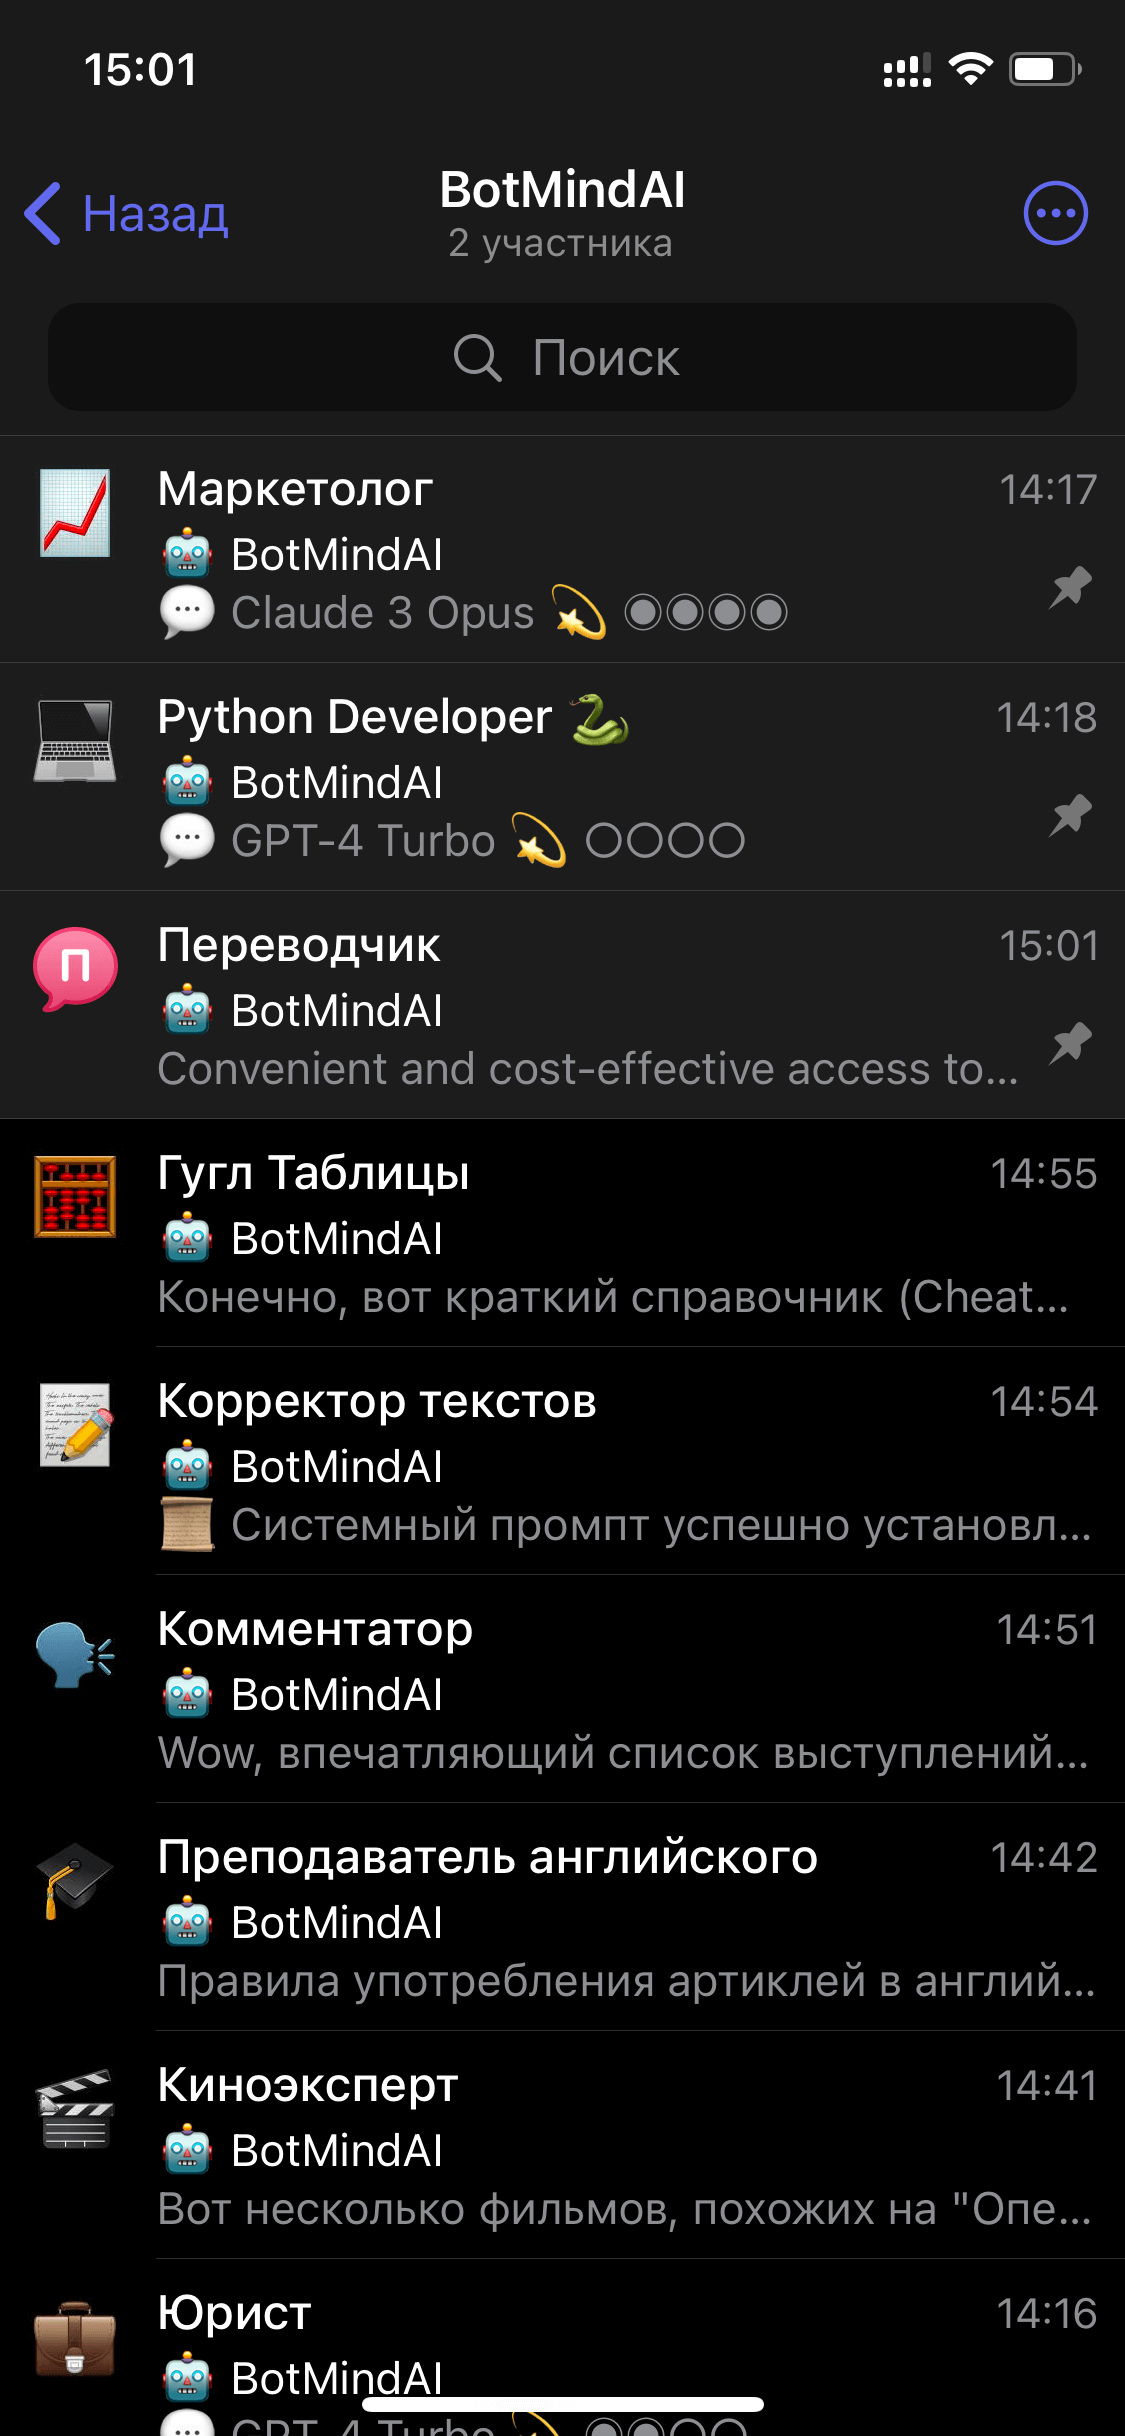 15:01
Назад
BotMindAI
2 участника
Поиск
Маркетолог 14:17
🤖 BotMindAI
💬 Claude 3 Opus 💫 ◉◉◉◉
Python Developer 🐍 14:18
🤖 BotMindAI
💬 GPT-4 Turbo 💫 ○○○○
П
Переводчик 15:01
🤖 BotMindAI
Convenient and cost-effective access to...
Гугл Таблицы 14:55
🤖 BotMindAI
Конечно, вот краткий справочник (Cheat...
Корректор текстов 14:54
🤖 BotMindAI
📜 Системный промпт успешно установл...
Комментатор 14:51
🤖 BotMindAI
Wow, впечатляющий список выступлений...
Преподаватель английского 14:42
🤖 BotMindAI
Правила употребления артиклей в англий...
Киноэксперт 14:41
🤖 BotMindAI
Вот несколько фильмов, похожих на "Опе...
Юрист 14:16
🤖 BotMindAI
💬 GPT-4 Turbo 💫 ◉◉○○